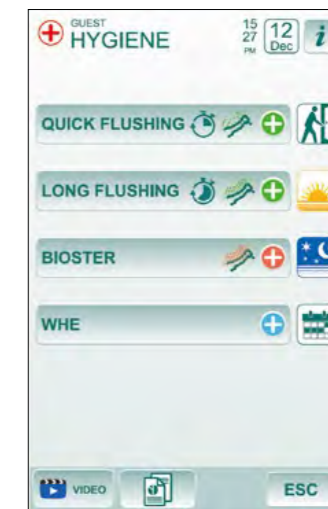 GUEST
HYGIENE
15
27
PM
12
Dec
i
QUICK FLUSHING
LONG FLUSHING
BIOSTER
WHE
VIDEO
ESC